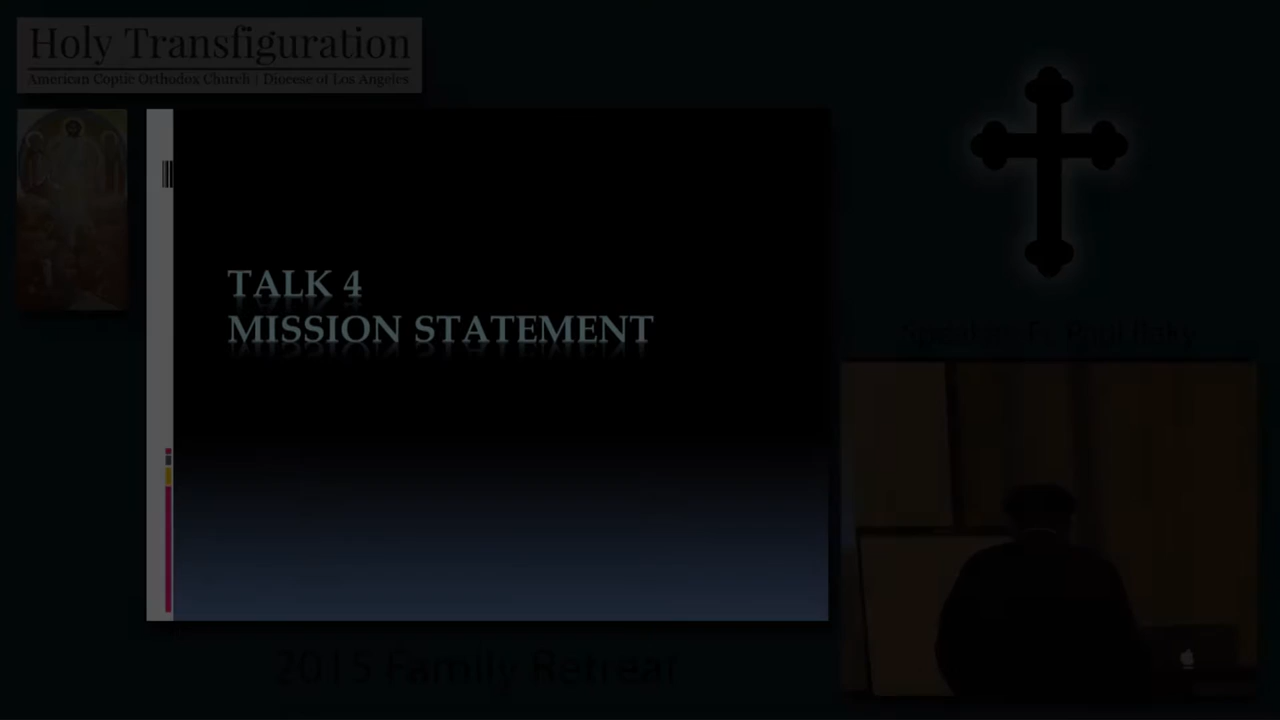 Holy Transfiguration
American Coptic Orthodox Church | Diocese of Los Angeles
TALK 4
MISSION STATEMENT
2015 Family Retreat